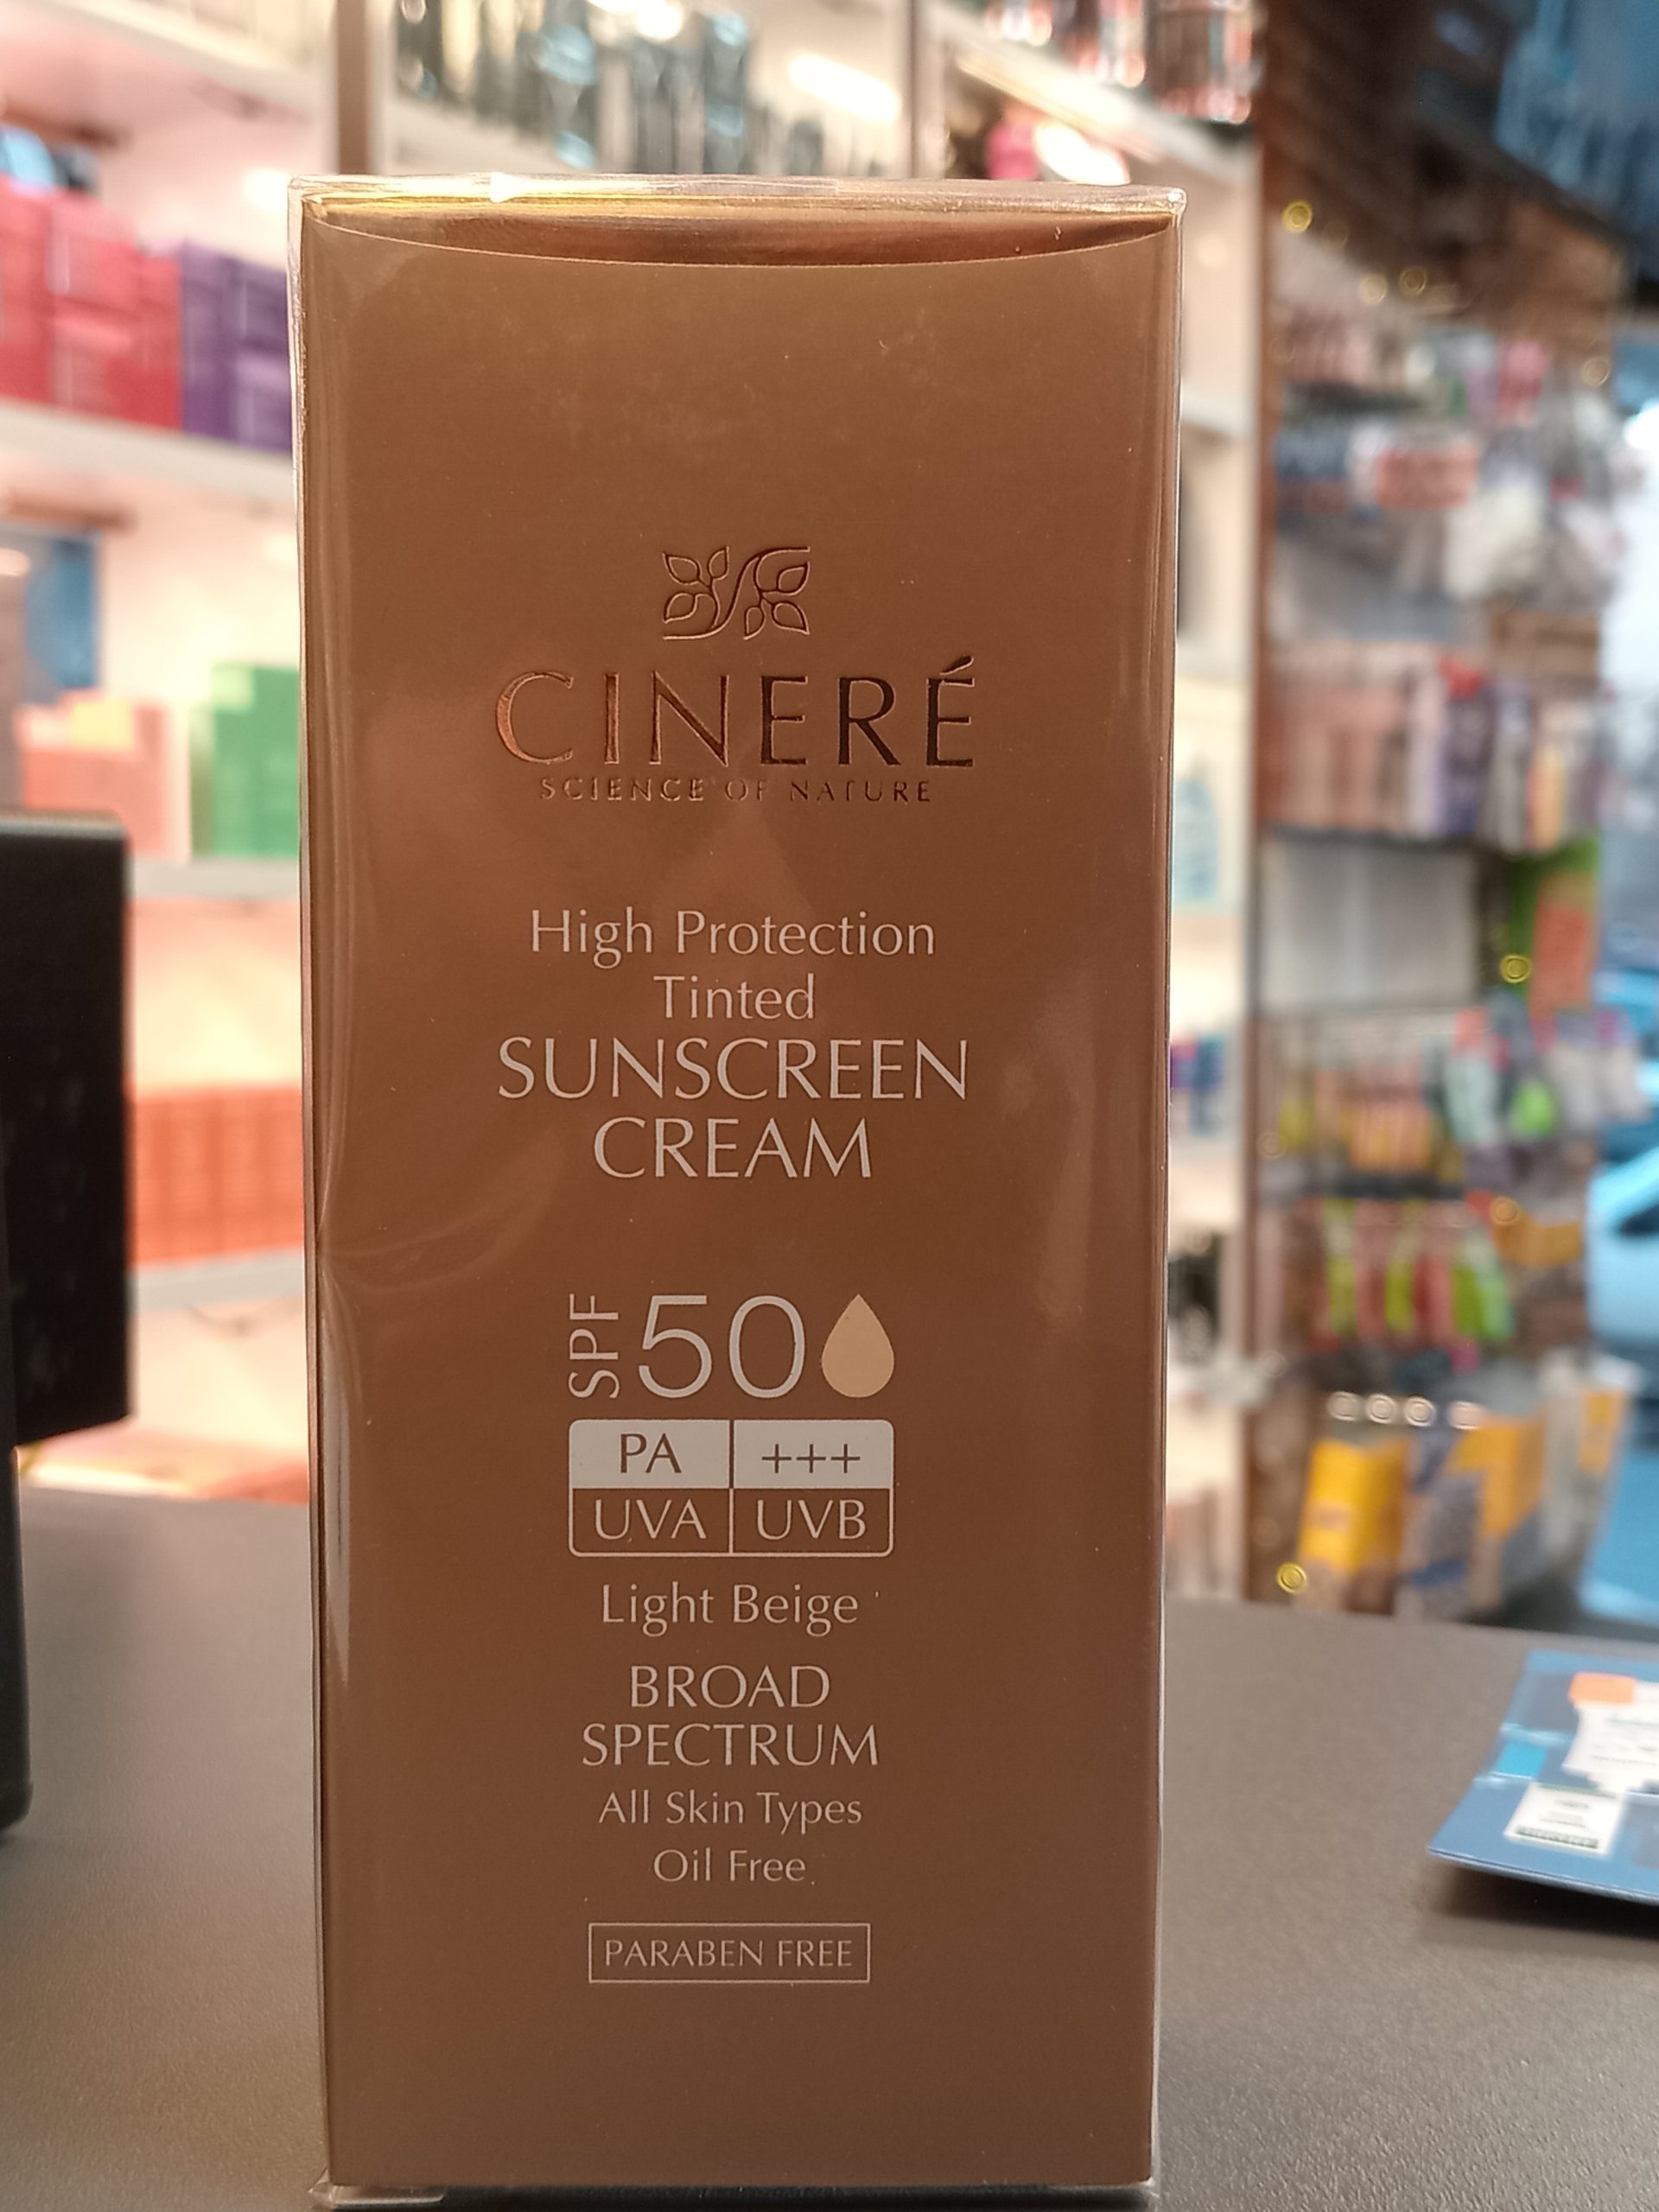 CINERÉ
SCIENCE OF NATURE
High Protection
Tinted
SUNSCREEN
CREAM
SPF 50
PA +++
UVA UVB
Light Beige
BROAD
SPECTRUM
All Skin Types
Oil Free
PARABEN FREE